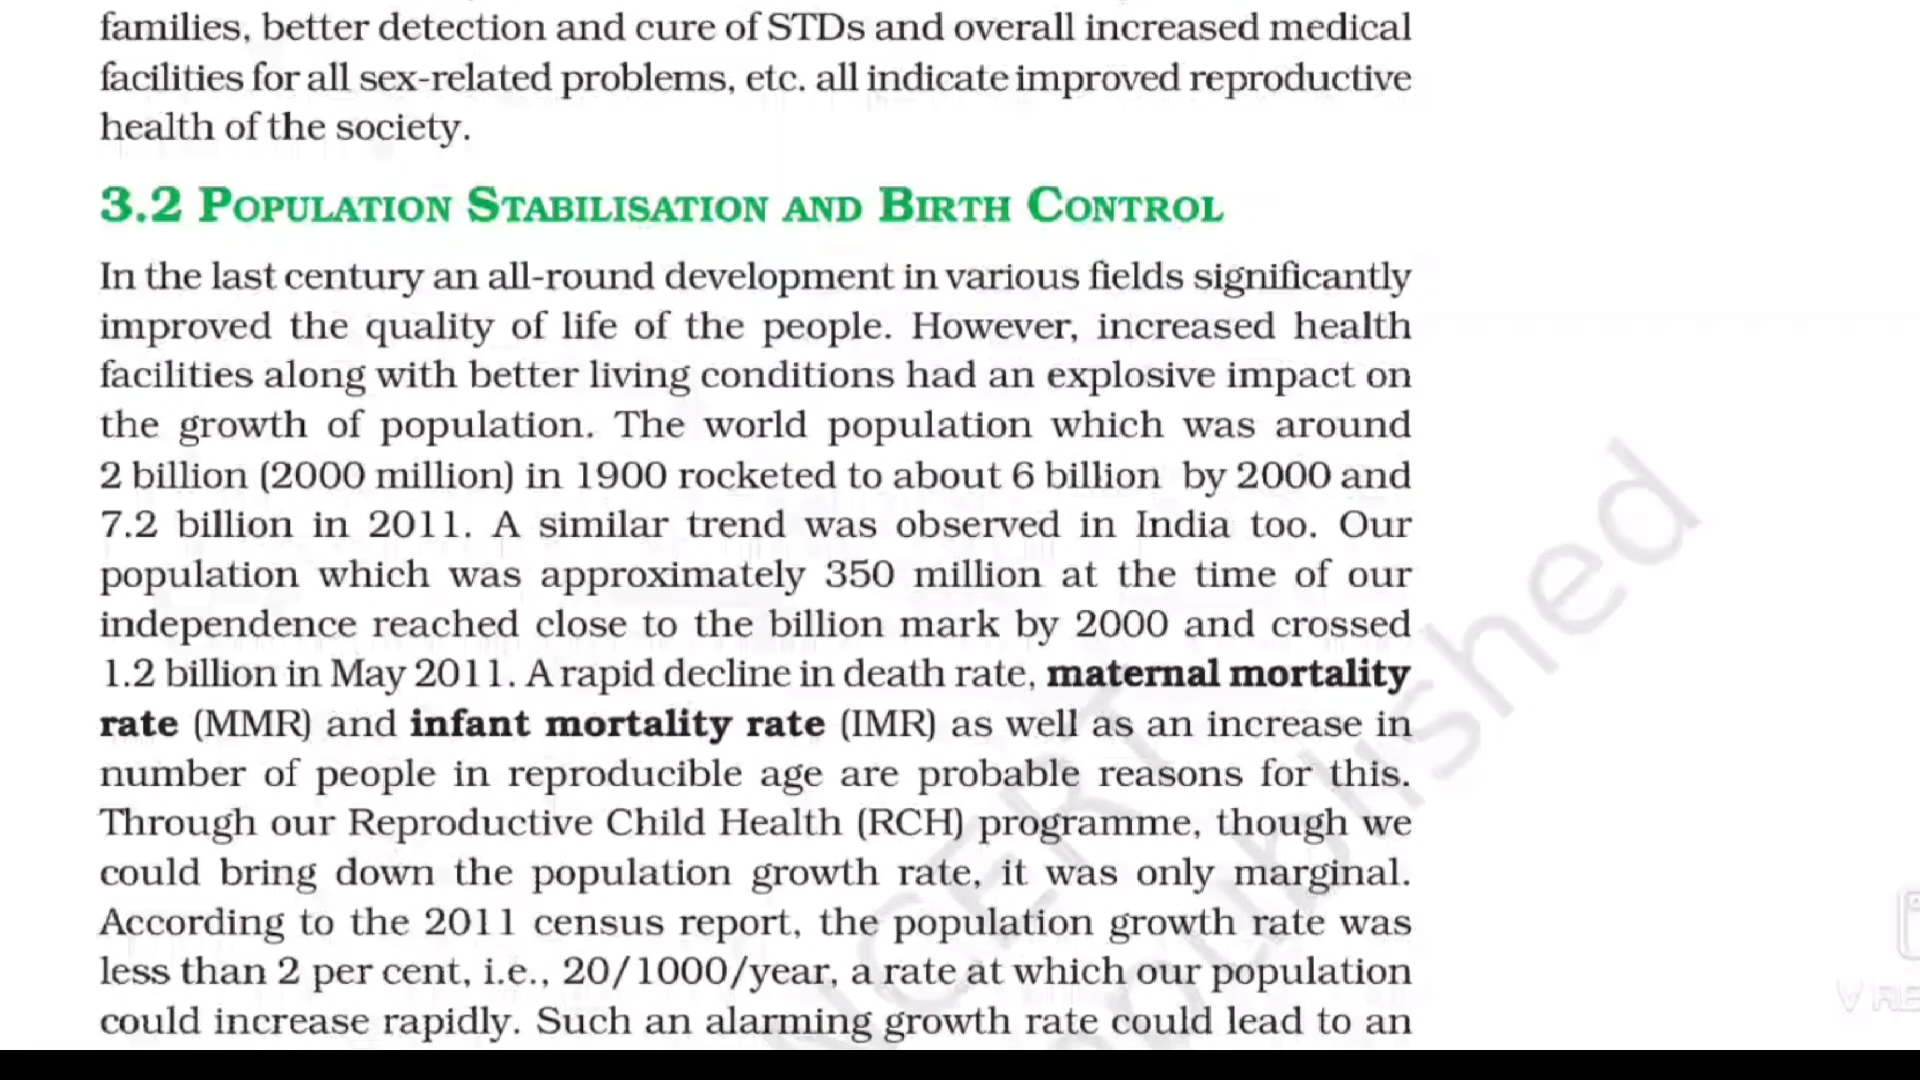 families, better detection and cure of STDs and overall increased medical
facilities for all sex-related problems, etc. all indicate improved reproductive
health of the society.
3.2 Population Stabilisation and Birth Control
In the last century an all-round development in various fields significantly
improved the quality of life of the people. However, increased health
facilities along with better living conditions had an explosive impact on
the growth of population. The world population which was around
2 billion (2000 million) in 1900 rocketed to about 6 billion by 2000 and
7.2 billion in 2011. A similar trend was observed in India too. Our
population which was approximately 350 million at the time of our
independence reached close to the billion mark by 2000 and crossed
1.2 billion in May 2011. A rapid decline in death rate, maternal mortality
rate (MMR) and infant mortality rate (IMR) as well as an increase in
number of people in reproducible age are probable reasons for this.
Through our Reproductive Child Health (RCH) programme, though we
could bring down the population growth rate, it was only marginal.
According to the 2011 census report, the population growth rate was
less than 2 per cent, i.e., 20/1000/year, a rate at which our population
could increase rapidly. Such an alarming growth rate could lead to an
NCERT
published